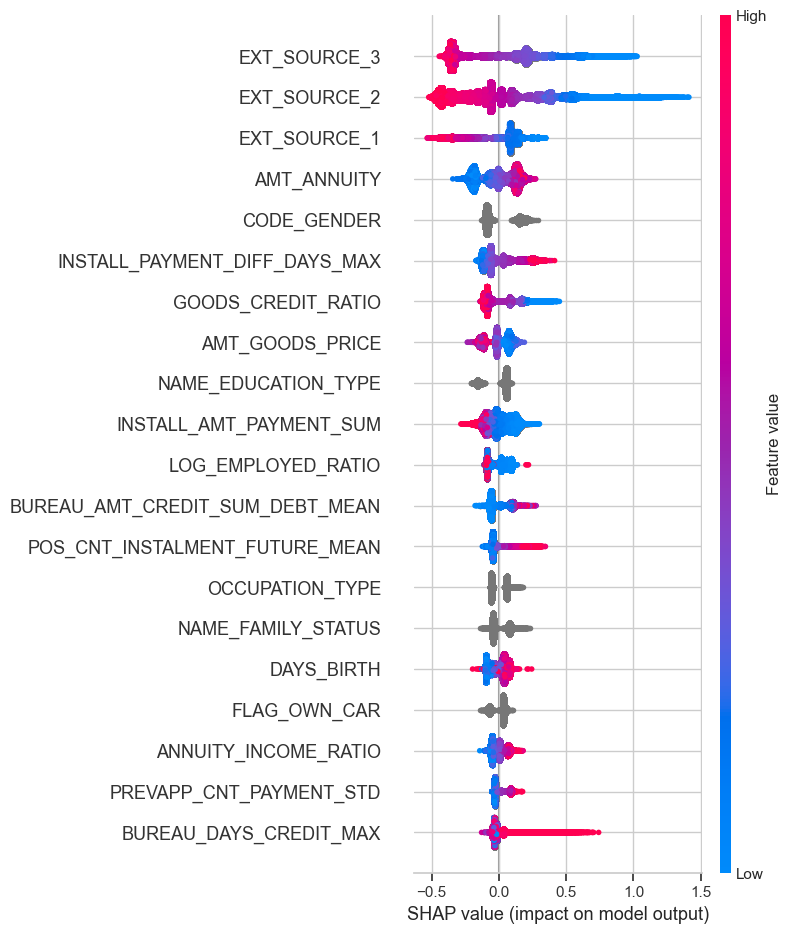 High
EXT_SOURCE_3
EXT_SOURCE_2
EXT_SOURCE_1
AMT_ANNUITY
CODE_GENDER
INSTALL_PAYMENT_DIFF_DAYS_MAX
GOODS_CREDIT_RATIO
AMT_GOODS_PRICE
NAME_EDUCATION_TYPE
INSTALL_AMT_PAYMENT_SUM
LOG_EMPLOYED_RATIO
BUREAU_AMT_CREDIT_SUM_DEBT_MEAN
POS_CNT_INSTALMENT_FUTURE_MEAN
OCCUPATION_TYPE
NAME_FAMILY_STATUS
DAYS_BIRTH
FLAG_OWN_CAR
ANNUITY_INCOME_RATIO
PREVAPP_CNT_PAYMENT_STD
BUREAU_DAYS_CREDIT_MAX
Feature value
Low
−0.5 0.0 0.5 1.0 1.5
SHAP value (impact on model output)